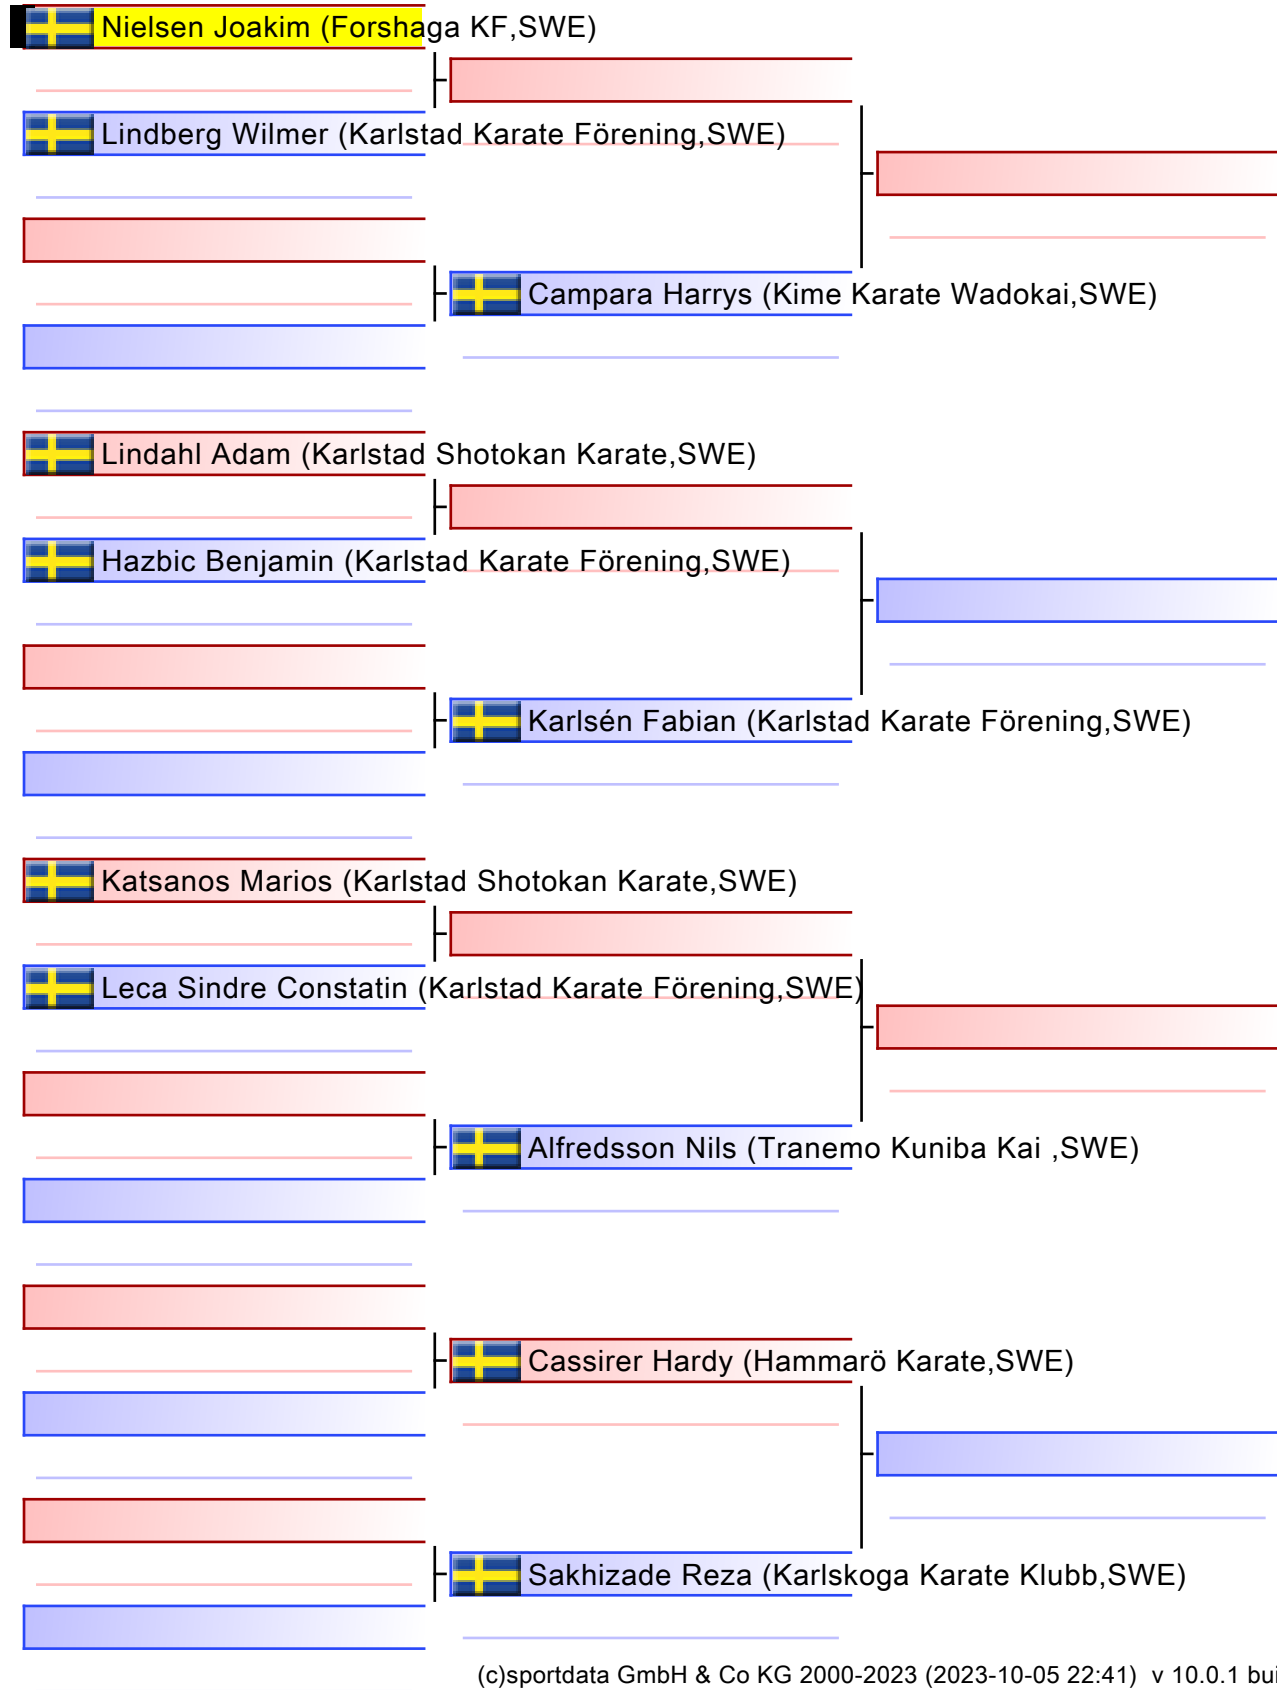 Nielsen Joakim (Forshaga KF,SWE)
Lindberg Wilmer (Karlstad Karate Förening,SWE)
Campara Harrys (Kime Karate Wadokai,SWE)
Lindahl Adam (Karlstad Shotokan Karate,SWE)
Hazbic Benjamin (Karlstad Karate Förening,SWE)
Karlsén Fabian (Karlstad Karate Förening,SWE)
Katsanos Marios (Karlstad Shotokan Karate,SWE)
Leca Sindre Constatin (Karlstad Karate Förening,SWE)
Alfredsson Nils (Tranemo Kuniba Kai ,SWE)
Cassirer Hardy (Hammarö Karate,SWE)
Sakhizade Reza (Karlskoga Karate Klubb,SWE)
(c)sportdata GmbH & Co KG 2000-2023 (2023-10-05 22:41) v 10.0.1 bui